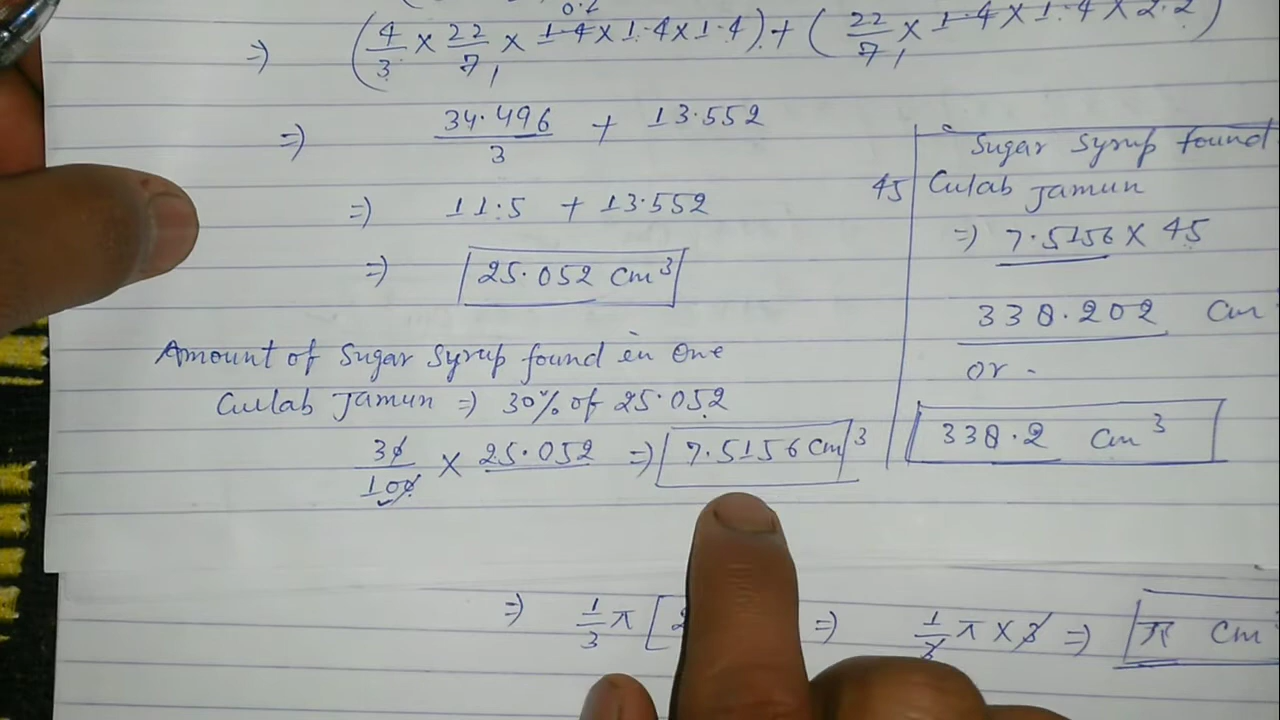 0.2
=) (4/3 × 22/7 × 1.4 × 1.4 × 1.4) + (22/7 × 1.4 × 1.4 × 2.2)
=) 34.496/3 + 13.552
=) 11.5 + 13.552
=) 25.052 cm³
Amount of Sugar Syrup found in One
Gulab Jamun =) 30% of 25.052
30/100 × 25.052 =) 7.5156 cm³
Sugar Syrup found
45 Gulab Jamun
=) 7.5156 × 45
338.202 cm
or -
338.2 cm³
=) 1/3 π [2 =) 1/3 π × 3 =) π cm